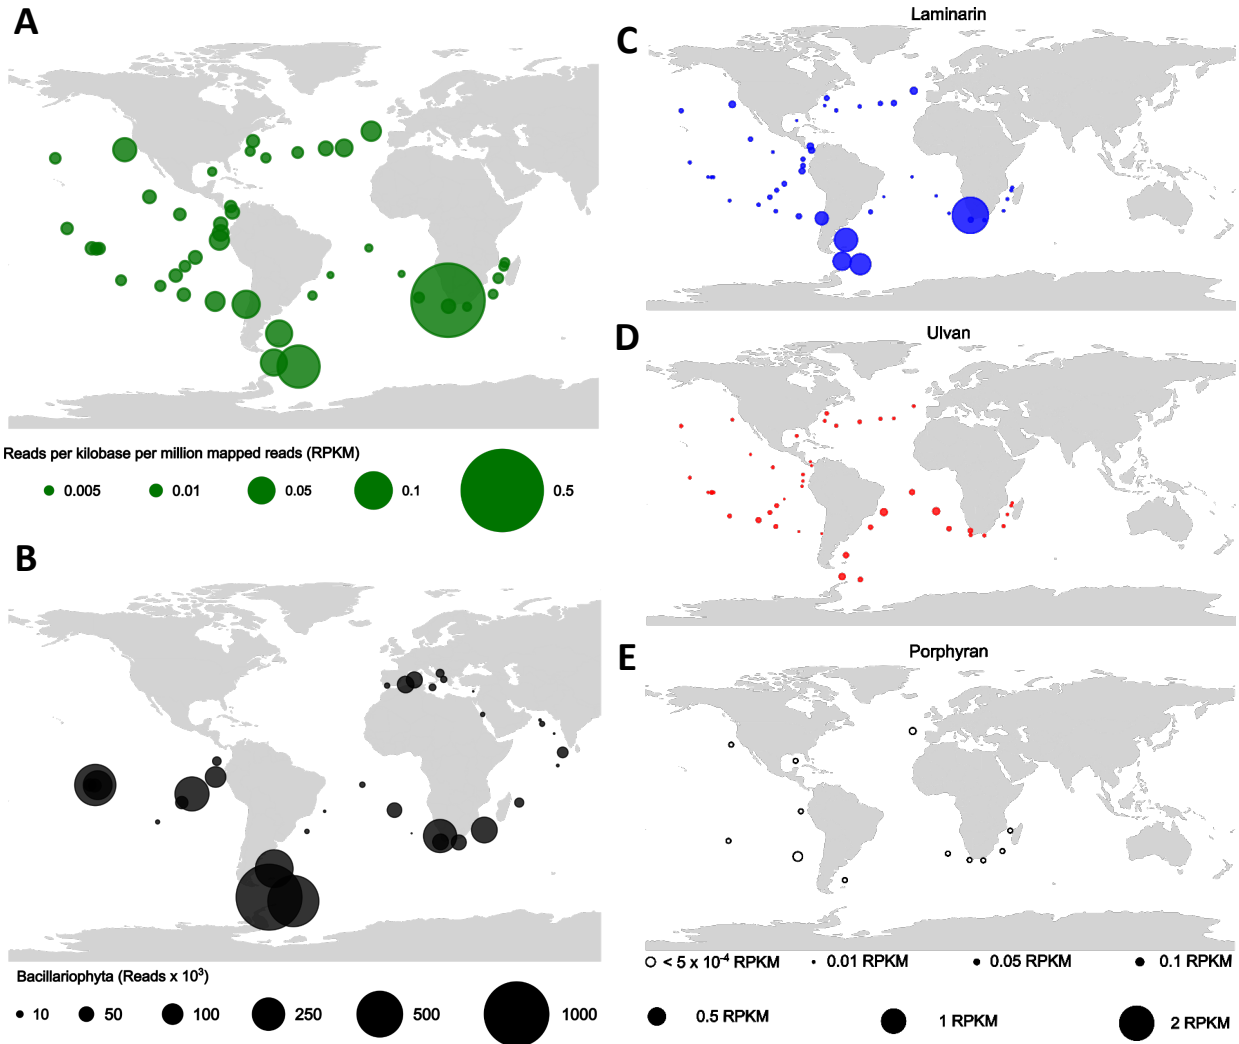 A
Reads per kilobase per million mapped reads (RPKM)
0.005
0.01
0.05
0.1
0.5
B
Bacillariophyta (Reads x 10³)
10
50
100
250
500
1000
C
Laminarin
D
Ulvan
E
Porphyran
< 5 x 10⁻⁴ RPKM
0.01 RPKM
0.05 RPKM
0.1 RPKM
0.5 RPKM
1 RPKM
2 RPKM